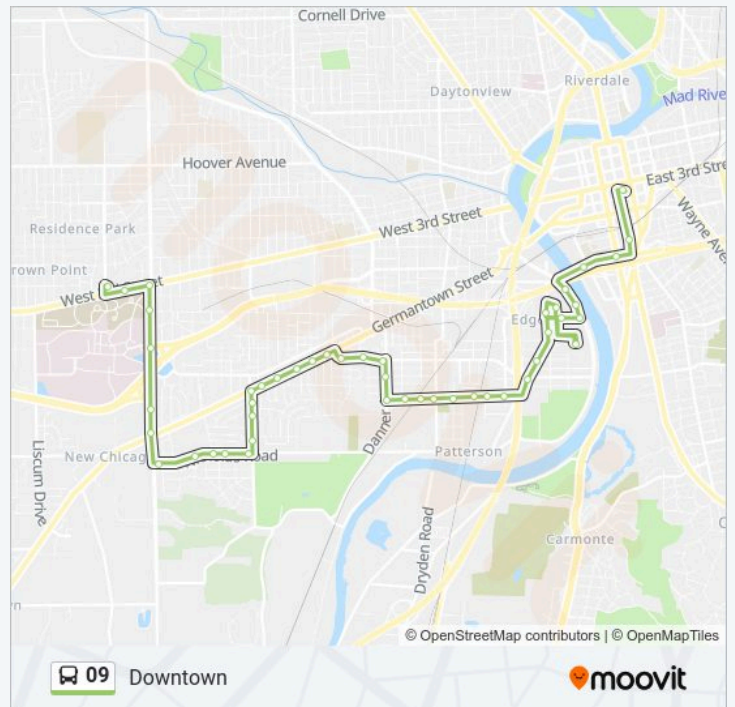 Cornell Drive
Riverdale
Daytonview
Mad Rive
Hoover Avenue
East 3rd Stre
West 3rd Street
Wayne Ave
Residence Park
rown Point
West
Germantown Street
Edge
New Chicag
Road
Danner
Patterson
Liscum Drive
Dryden Road
Carmonte
C
n
© OpenStreetMap contributors | © OpenMapTiles
09 Downtown
moovit